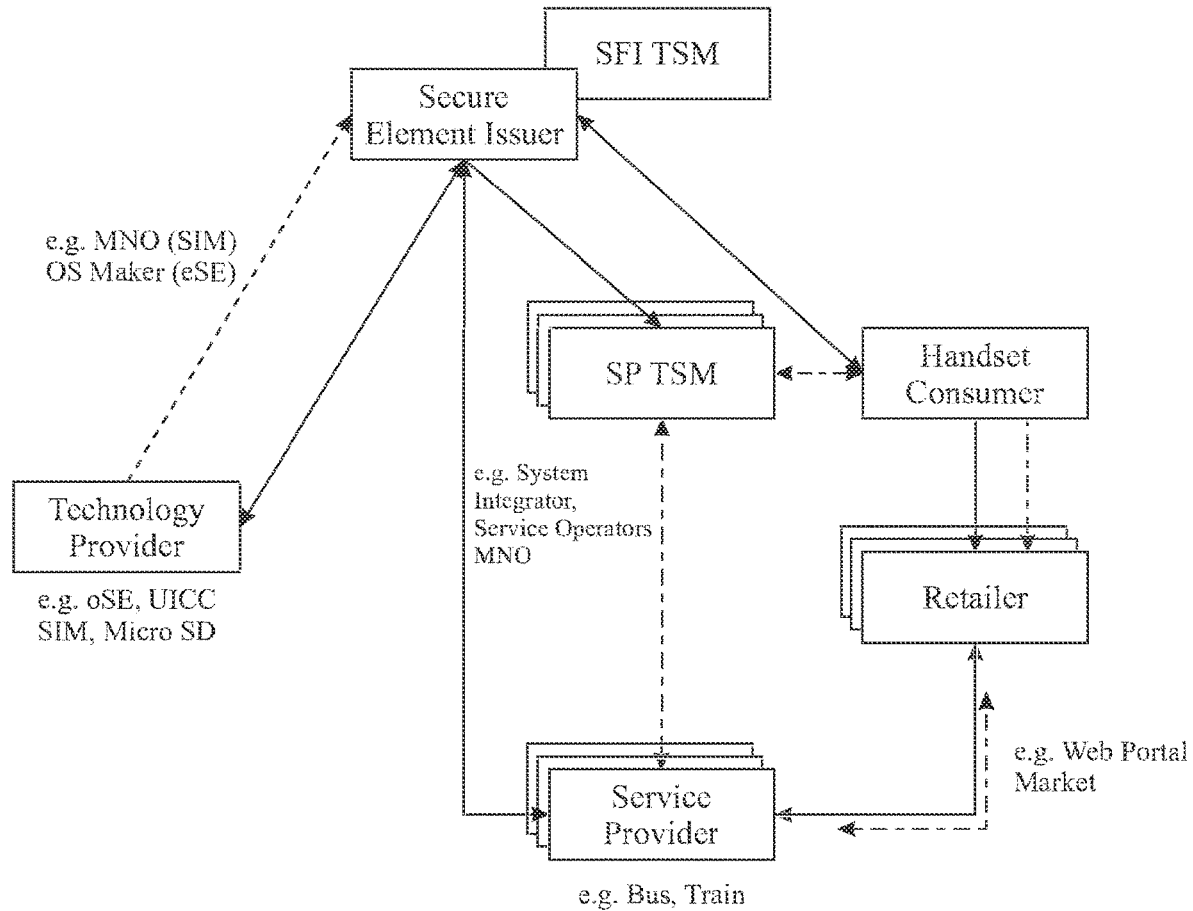 SFI TSM
Secure
Element Issuer
e.g. MNO (SIM)
OS Maker (eSE)
SP TSM
Handset
Consumer
e.g. System
Integrator,
Service Operators
MNO
Technology
Provider
e.g. oSE, UICC
SIM, Micro SD
Retailer
e.g. Web Portal
Market
Service
Provider
e.g. Bus, Train